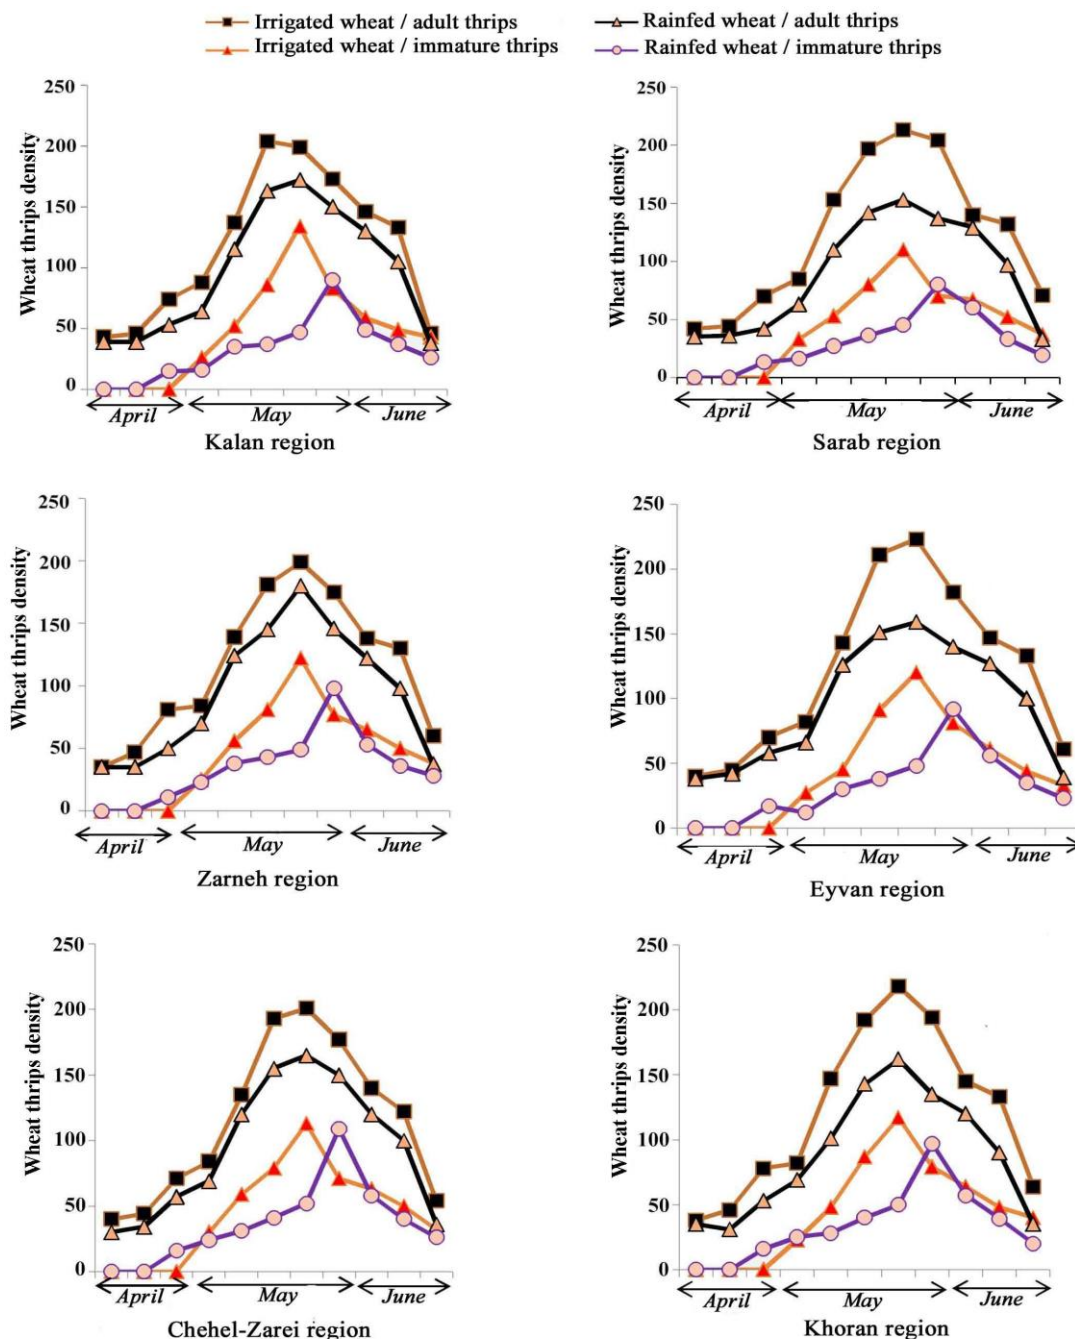 Irrigated wheat / adult thrips
Rainfed wheat / adult thrips
Irrigated wheat / immature thrips
Rainfed wheat / immature thrips
Wheat thrips density
250
200
150
100
50
0
April
May
June
Kalan region
Wheat thrips density
250
200
150
100
50
0
April
May
June
Sarab region
Wheat thrips density
250
200
150
100
50
0
April
May
June
Zarneh region
Wheat thrips density
250
200
150
100
50
0
April
May
June
Eyvan region
Wheat thrips density
250
200
150
100
50
0
April
May
June
Chehel-Zarei region
Wheat thrips density
250
200
150
100
50
0
April
May
June
Khoran region